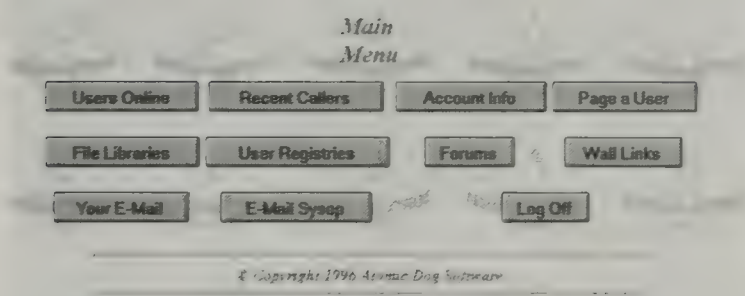 Main
Menu
Users Online Recent Callers Account Info Page a User
File Libraries User Registries Forums Wall Links
Your E-Mail E-Mail Sysop Log Off
© Copyright 1996 Atomic Dog Software